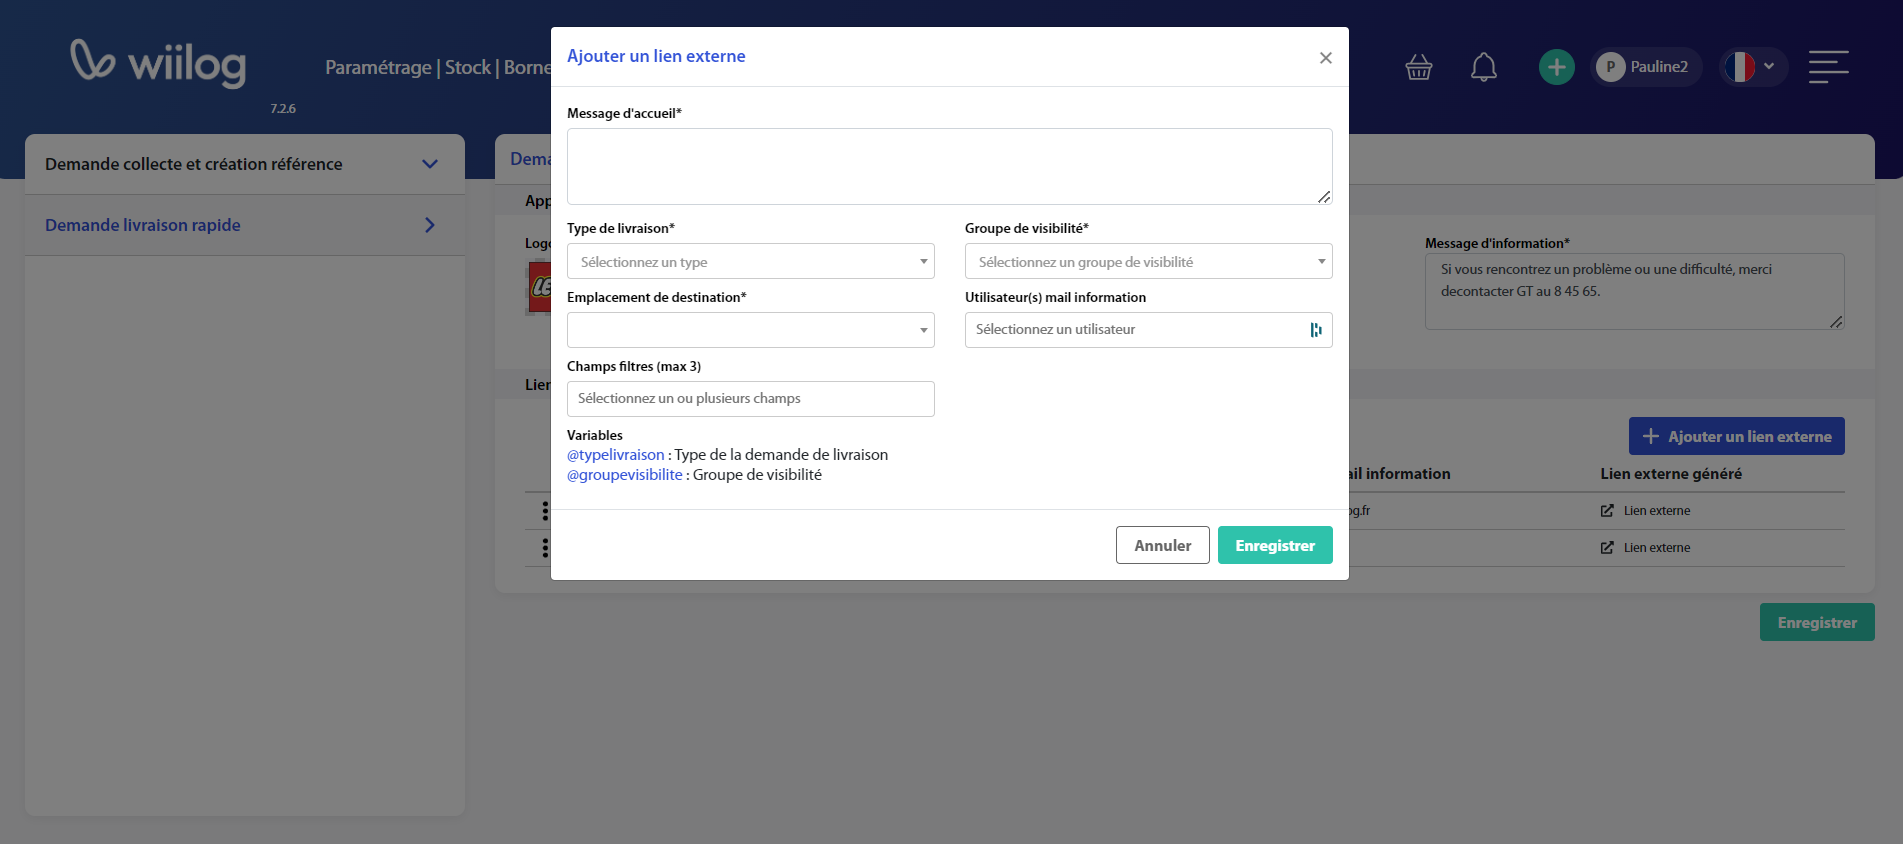 wiilog
7.2.6
Paramétrage | Stock | Borne
P Pauline2
Demande collecte et création référence
Demande livraison rapide
Ajouter un lien externe
×
Message d'accueil*
Type de livraison*
Groupe de visibilité*
Sélectionnez un type
Sélectionnez un groupe de visibilité
Emplacement de destination*
Utilisateur(s) mail information
Sélectionnez un utilisateur
Champs filtres (max 3)
Sélectionnez un ou plusieurs champs
Variables
@typelivraison : Type de la demande de livraison
@groupevisibilite : Groupe de visibilité
Annuler
Enregistrer
Dema
App
Logo
LE
Message d'information*
Si vous rencontrez un problème ou une difficulté, merci
decontacter GT au 8 45 65.
Lien
Ajouter un lien externe
ail information
Lien externe généré
og.fr
Lien externe
Lien externe
Enregistrer